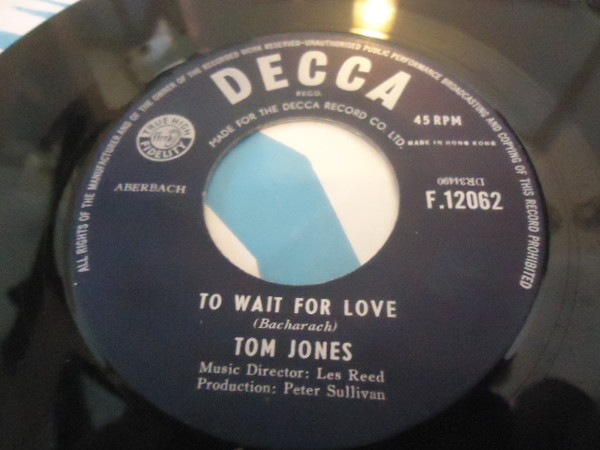 ALL RIGHTS OF THE MANUFACTURER AND OF THE OWNER OF THE RECORDED WORK RESERVED-UNAUTHORISED PUBLIC PERFORMANCE BROADCASTING AND COPYING OF THIS RECORD PROHIBITED
DECCA
REGD.
MADE FOR THE DECCA RECORD CO. LTD.
45 RPM
MADE IN HONG KONG
TRUE HIGH
ffrr
FIDELITY
ABERBACH
DR34490
F.12062
TO WAIT FOR LOVE
(Bacharach)
TOM JONES
Music Director: Les Reed
Production: Peter Sullivan